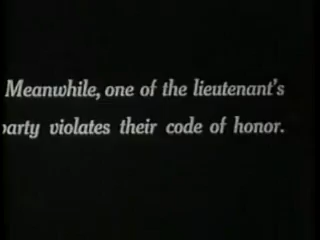 Meanwhile, one of the lieutenant's
party violates their code of honor.